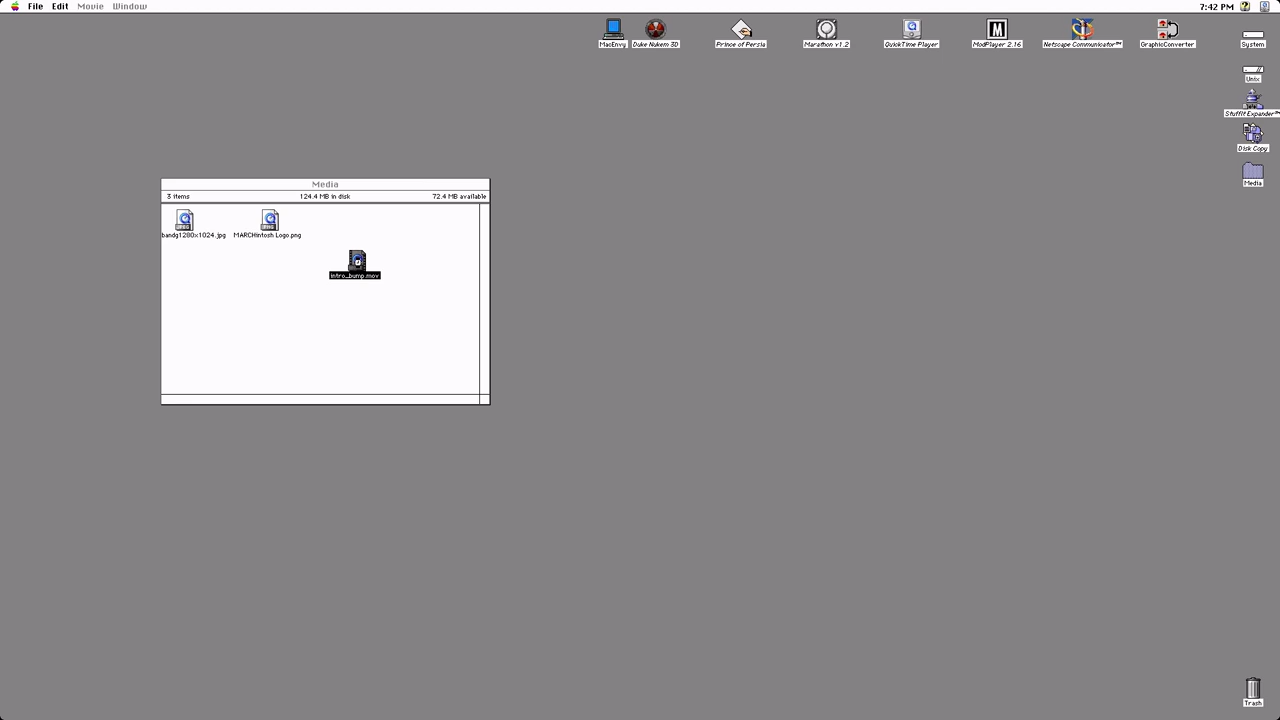 File Edit Movie Window 7:42 PM
MacEnvy Duke Nukem 3D Prince of Persia Marathon v1.2 QuickTime Player ModPlayer 2.16 Netscape Communicator™ GraphicConverter System
Unix
StuffIt Expander™
Disk Copy
Media
Media
3 items 124.4 MB in disk 72.4 MB available
bandg1280x1024.jpg MARCHintosh Logo.png
intro_bump.mov
Trash